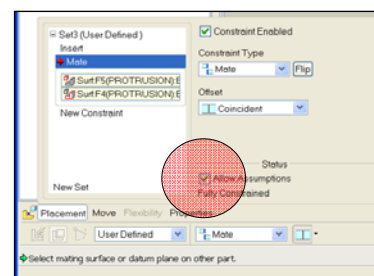 Set3 (User Defined )
Insert
Mate
Surf:F5(PROTRUSION):E
Surf:F4(PROTRUSION):E
New Constraint
New Set
Constraint Enabled
Constraint Type
Mate Flip
Offset
Coincident
Status
Allow Assumptions
Fully Constrained
Placement Move Flexibility Properties
User Defined Mate
Select mating surface or datum plane on other part.